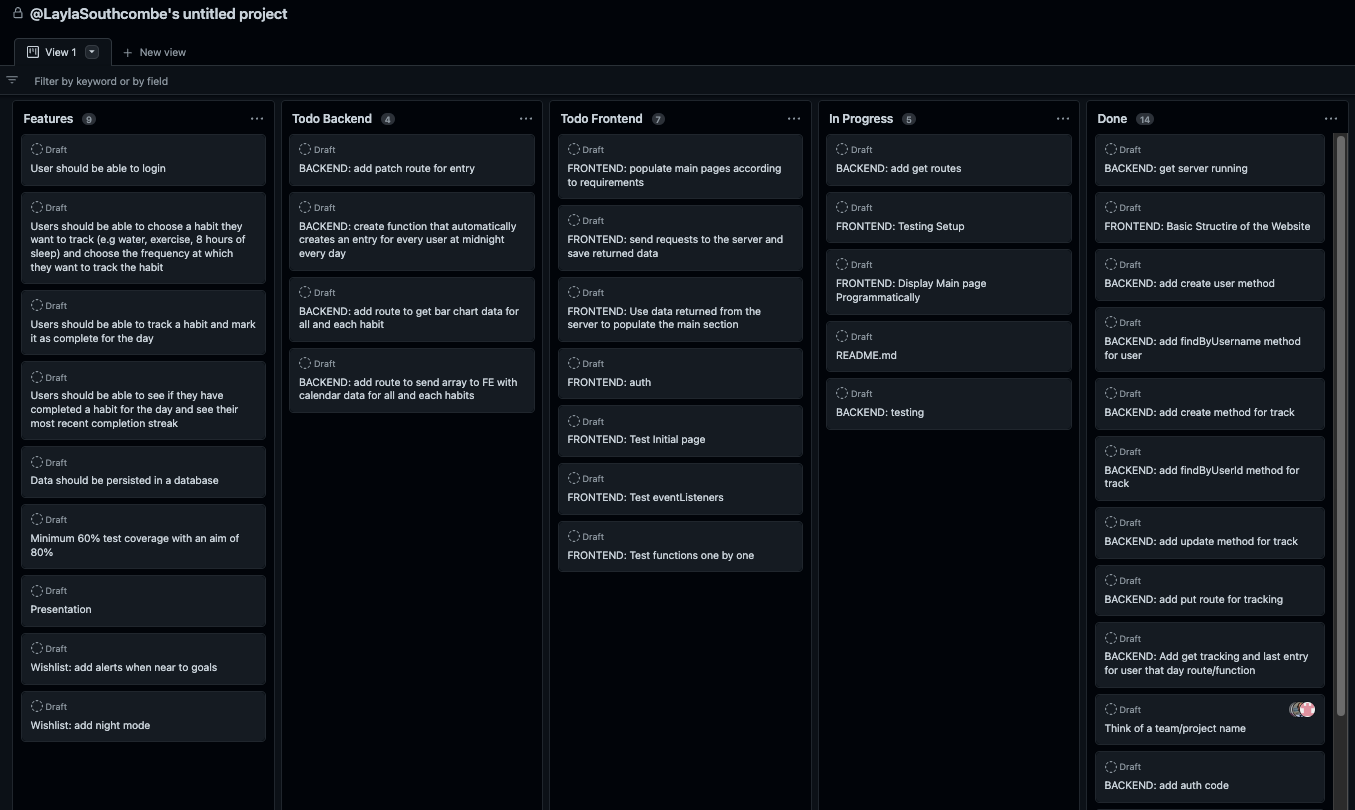 @LaylaSouthcombe's untitled project
View 1
New view
Filter by keyword or by field
Features 9
Draft
User should be able to login
Draft
Users should be able to choose a habit they
want to track (e.g water, exercise, 8 hours of
sleep) and choose the frequency at which
they want to track the habit
Draft
Users should be able to track a habit and mark
it as complete for the day
Draft
Users should be able to see if they have
completed a habit for the day and see their
most recent completion streak
Draft
Data should be persisted in a database
Draft
Minimum 60% test coverage with an aim of
80%
Draft
Presentation
Draft
Wishlist: add alerts when near to goals
Draft
Wishlist: add night mode
Todo Backend 4
Draft
BACKEND: add patch route for entry
Draft
BACKEND: create function that automatically
creates an entry for every user at midnight
every day
Draft
BACKEND: add route to get bar chart data for
all and each habit
Draft
BACKEND: add route to send array to FE with
calendar data for all and each habits
Todo Frontend 7
Draft
FRONTEND: populate main pages according
to requirements
Draft
FRONTEND: send requests to the server and
save returned data
Draft
FRONTEND: Use data returned from the
server to populate the main section
Draft
FRONTEND: auth
Draft
FRONTEND: Test Initial page
Draft
FRONTEND: Test eventListeners
Draft
FRONTEND: Test functions one by one
In Progress 5
Draft
BACKEND: add get routes
Draft
FRONTEND: Testing Setup
Draft
FRONTEND: Display Main page
Programmatically
Draft
README.md
Draft
BACKEND: testing
Done 14
Draft
BACKEND: get server running
Draft
FRONTEND: Basic Structire of the Website
Draft
BACKEND: add create user method
Draft
BACKEND: add findByUsername method
for user
Draft
BACKEND: add create method for track
Draft
BACKEND: add findByUserId method for
track
Draft
BACKEND: add update method for track
Draft
BACKEND: add put route for tracking
Draft
BACKEND: Add get tracking and last entry
for user that day route/function
Draft
Think of a team/project name
Draft
BACKEND: add auth code